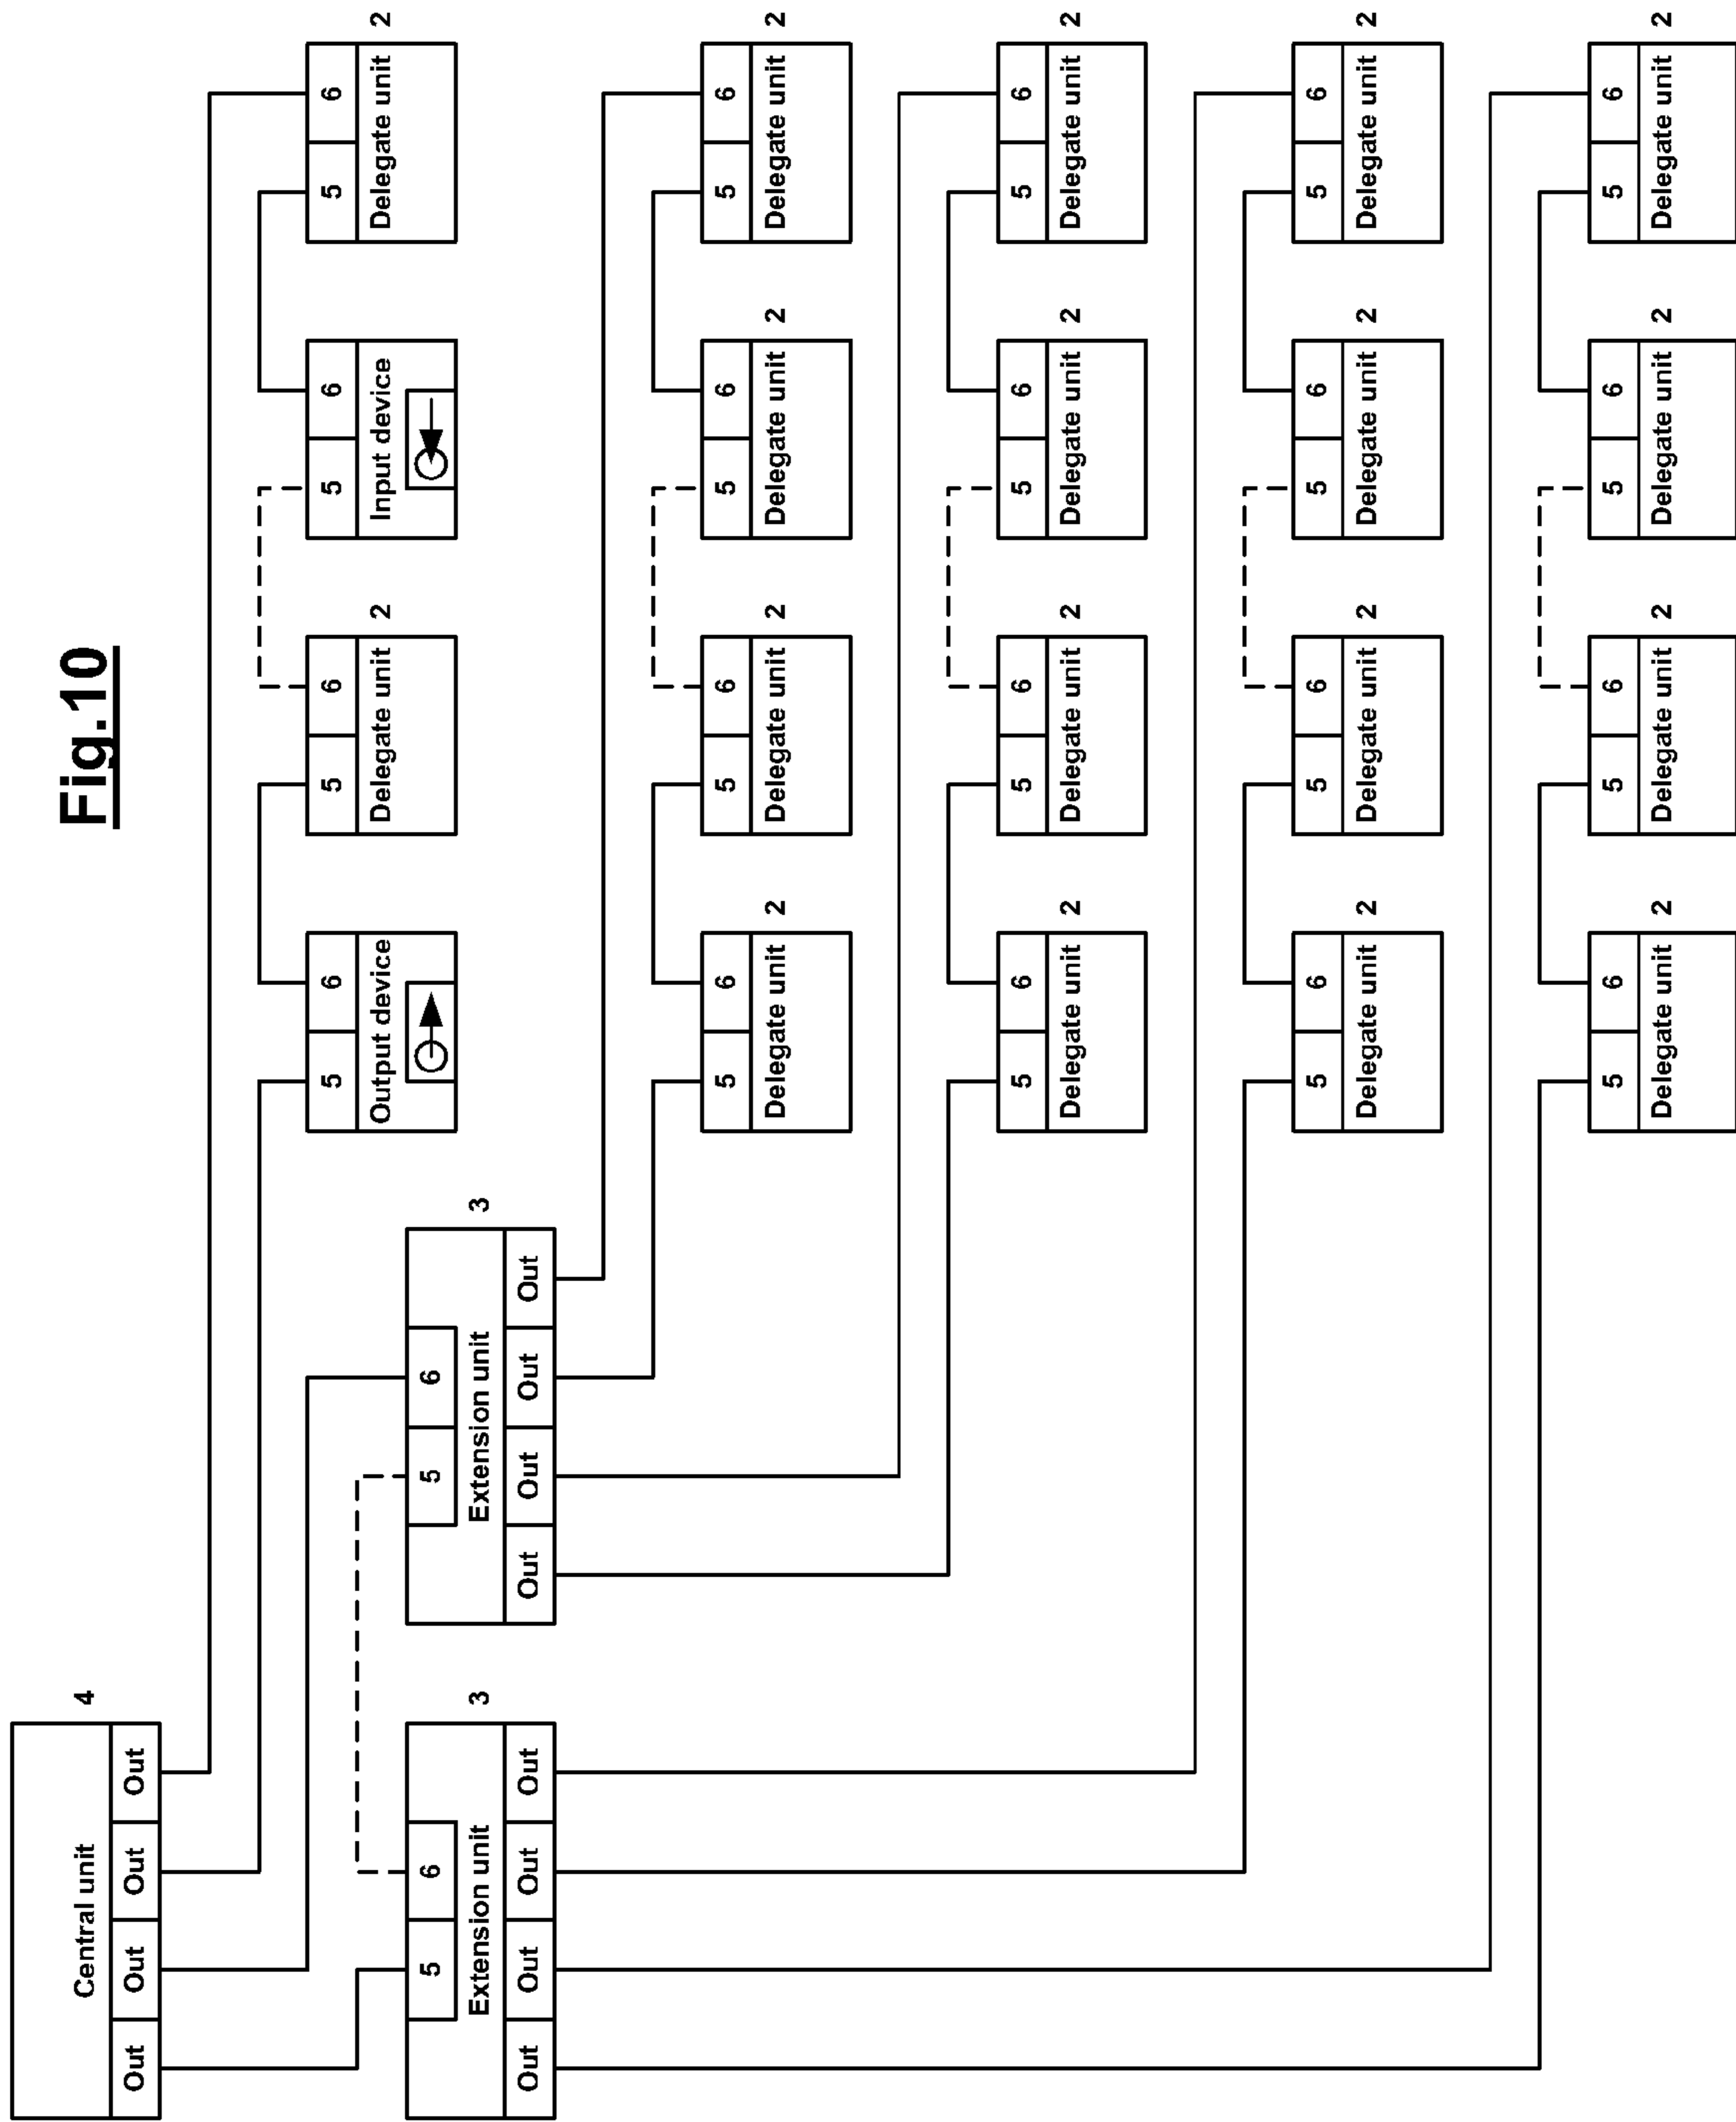 Fig.10
Central unit 4
Out Out Out Out
5 6 5 6 5 6 5 6
Output device Delegate unit 2 Input device Delegate unit 2
5 6 5 6
Extension unit 3 Extension unit 3
Out Out Out Out Out Out Out Out
5 6 5 6 5 6 5 6
Delegate unit 2 Delegate unit 2 Delegate unit 2 Delegate unit 2
5 6 5 6 5 6 5 6
Delegate unit 2 Delegate unit 2 Delegate unit 2 Delegate unit 2
5 6 5 6 5 6 5 6
Delegate unit 2 Delegate unit 2 Delegate unit 2 Delegate unit 2
5 6 5 6 5 6 5 6
Delegate unit 2 Delegate unit 2 Delegate unit 2 Delegate unit 2